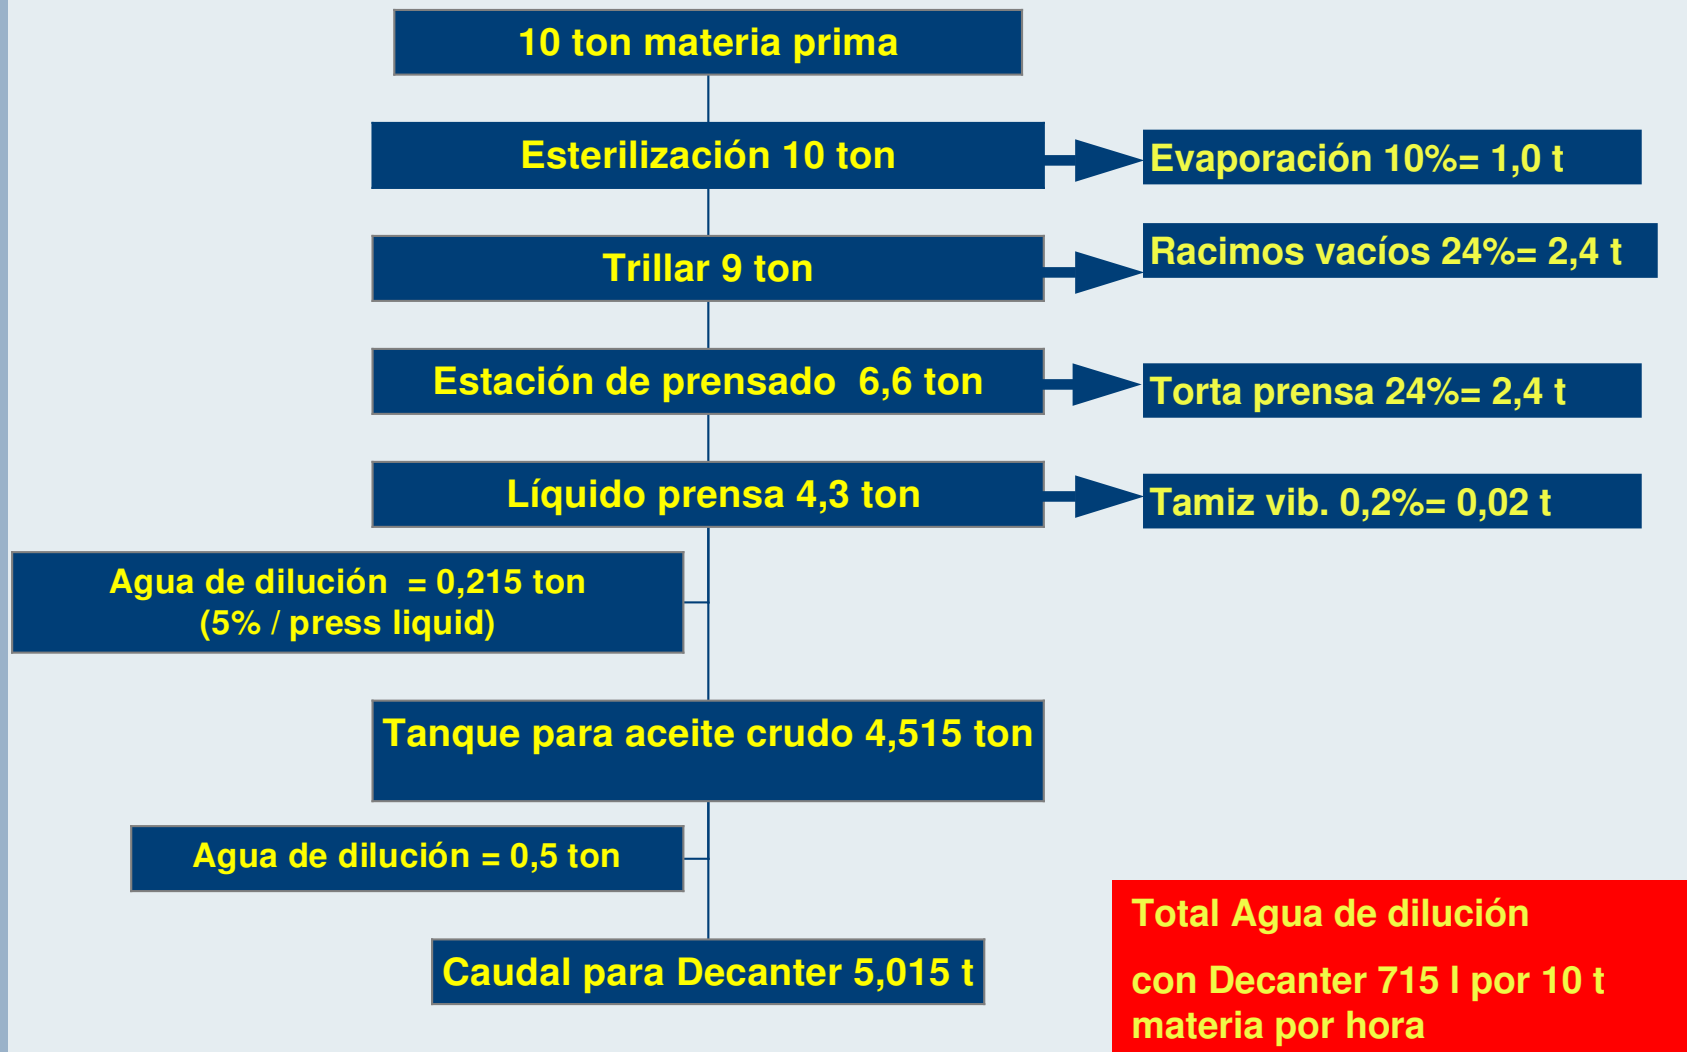 10 ton materia prima
Esterilización 10 ton
Evaporación 10%= 1,0 t
Trillar 9 ton
Racimos vacíos 24%= 2,4 t
Estación de prensado  6,6 ton
Torta prensa 24%= 2,4 t
Líquido prensa 4,3 ton
Tamiz vib. 0,2%= 0,02 t
Agua de dilución  = 0,215 ton
(5% / press liquid)
Tanque para aceite crudo 4,515 ton
Agua de dilución = 0,5 ton
Caudal para Decanter 5,015 t
Total Agua de dilución
con Decanter 715 l por 10 t
materia por hora